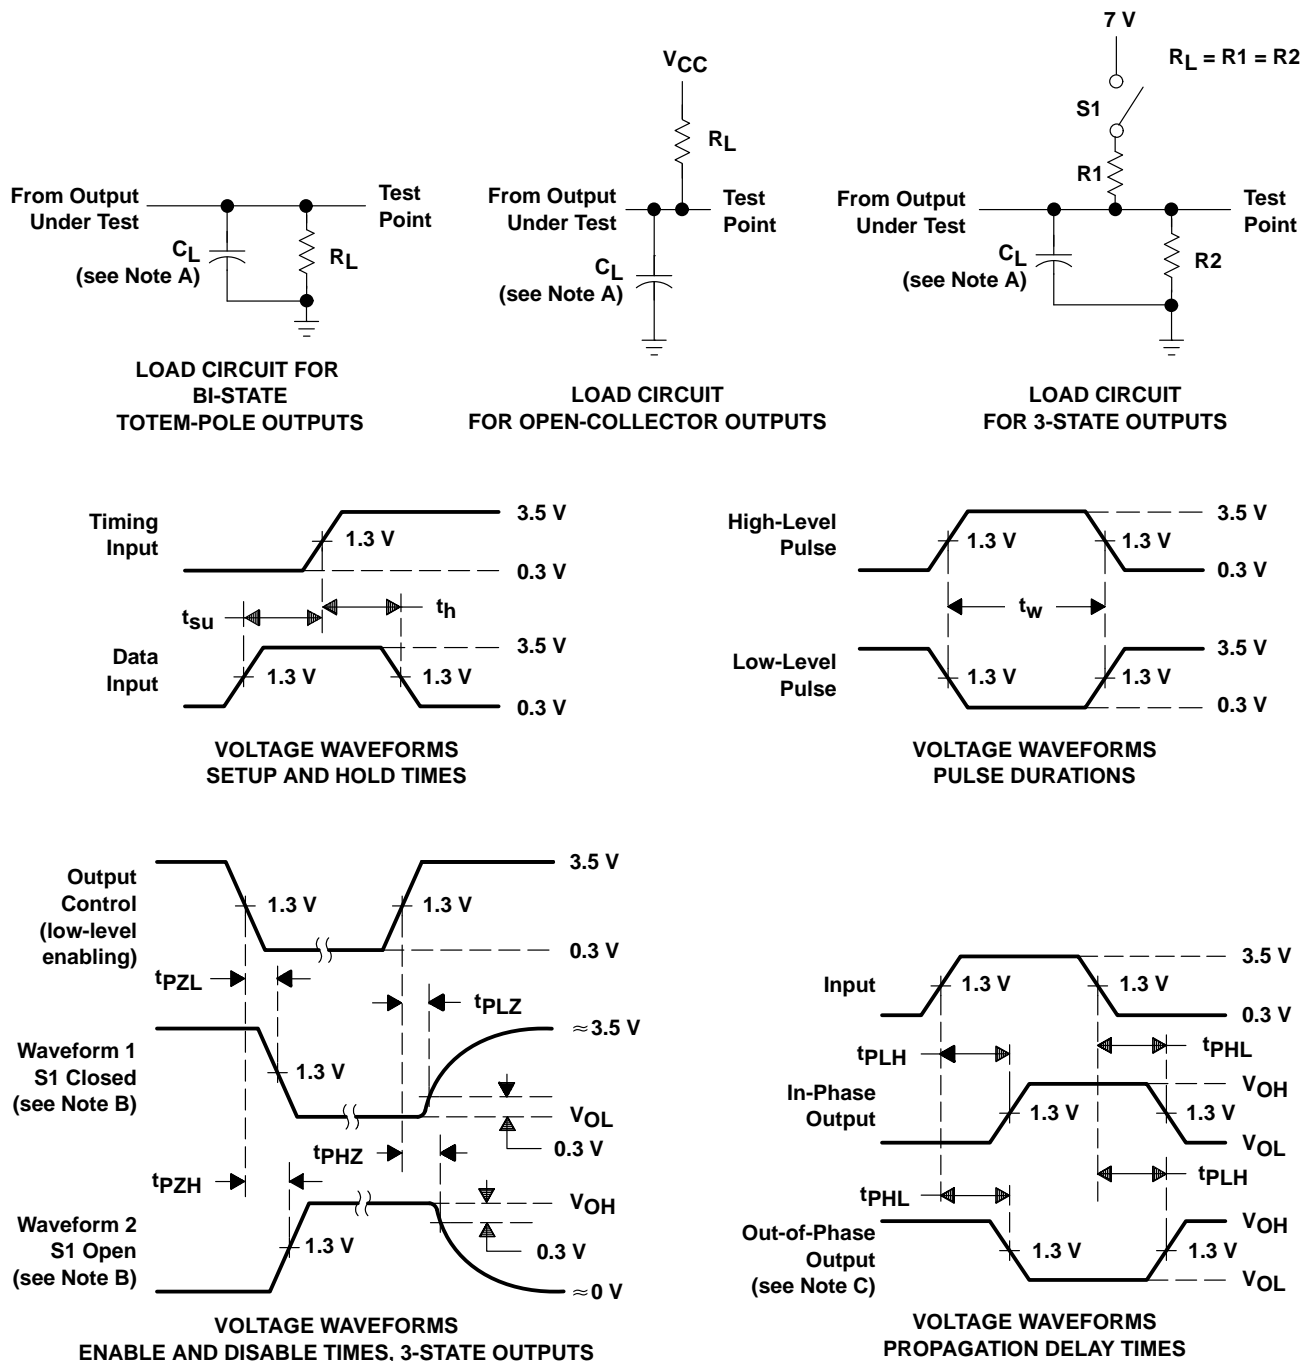 7 V
RL = R1 = R2
S1
R1
From Output
Under Test
Test
Point
CL
(see Note A)
R2
LOAD CIRCUIT
FOR 3-STATE OUTPUTS
VCC
RL
From Output
Under Test
Test
Point
CL
(see Note A)
LOAD CIRCUIT
FOR OPEN-COLLECTOR OUTPUTS
From Output
Under Test
Test
Point
CL
(see Note A)
RL
LOAD CIRCUIT FOR
BI-STATE
TOTEM-POLE OUTPUTS
Timing
Input
1.3 V
3.5 V
0.3 V
tsu
th
Data
Input
1.3 V
1.3 V
3.5 V
0.3 V
VOLTAGE WAVEFORMS
SETUP AND HOLD TIMES
High-Level
Pulse
1.3 V
1.3 V
3.5 V
0.3 V
tw
Low-Level
Pulse
1.3 V
1.3 V
3.5 V
0.3 V
VOLTAGE WAVEFORMS
PULSE DURATIONS
Output
Control
(low-level
enabling)
1.3 V
1.3 V
3.5 V
0.3 V
tPZL
tPLZ
Waveform 1
S1 Closed
(see Note B)
1.3 V
≈3.5 V
VOL
0.3 V
tPHZ
tPZH
Waveform 2
S1 Open
(see Note B)
1.3 V
VOH
0.3 V
≈0 V
VOLTAGE WAVEFORMS
ENABLE AND DISABLE TIMES, 3-STATE OUTPUTS
Input
1.3 V
1.3 V
3.5 V
0.3 V
tPLH
tPHL
In-Phase
Output
1.3 V
1.3 V
VOH
VOL
tPHL
tPLH
Out-of-Phase
Output
(see Note C)
1.3 V
1.3 V
VOH
VOL
VOLTAGE WAVEFORMS
PROPAGATION DELAY TIMES